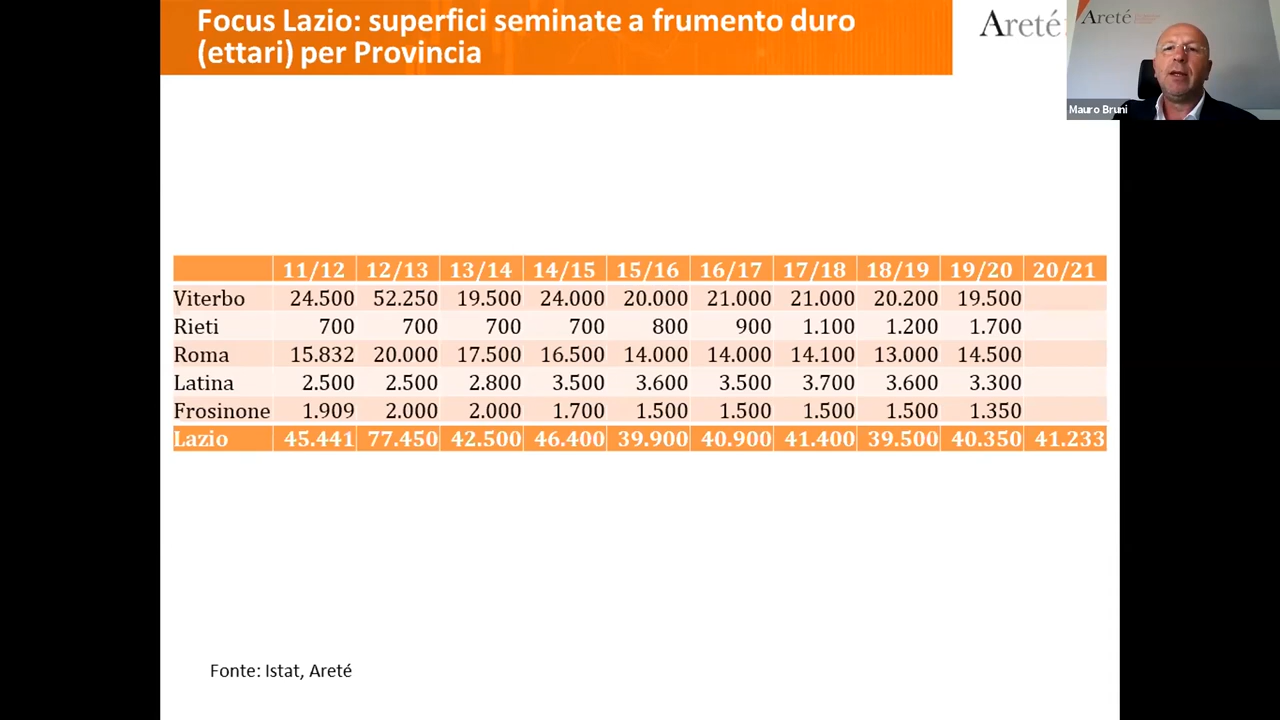 Focus Lazio: superfici seminate a frumento duro
(ettari) per Provincia
Areté
Areté
Mauro Bruni
11/12 12/13 13/14 14/15 15/16 16/17 17/18 18/19 19/20 20/21
Viterbo 24.500 52.250 19.500 24.000 20.000 21.000 21.000 20.200 19.500
Rieti 700 700 700 700 800 900 1.100 1.200 1.700
Roma 15.832 20.000 17.500 16.500 14.000 14.000 14.100 13.000 14.500
Latina 2.500 2.500 2.800 3.500 3.600 3.500 3.700 3.600 3.300
Frosinone 1.909 2.000 2.000 1.700 1.500 1.500 1.500 1.500 1.350
Lazio 45.441 77.450 42.500 46.400 39.900 40.900 41.400 39.500 40.350 41.233
Fonte: Istat, Areté